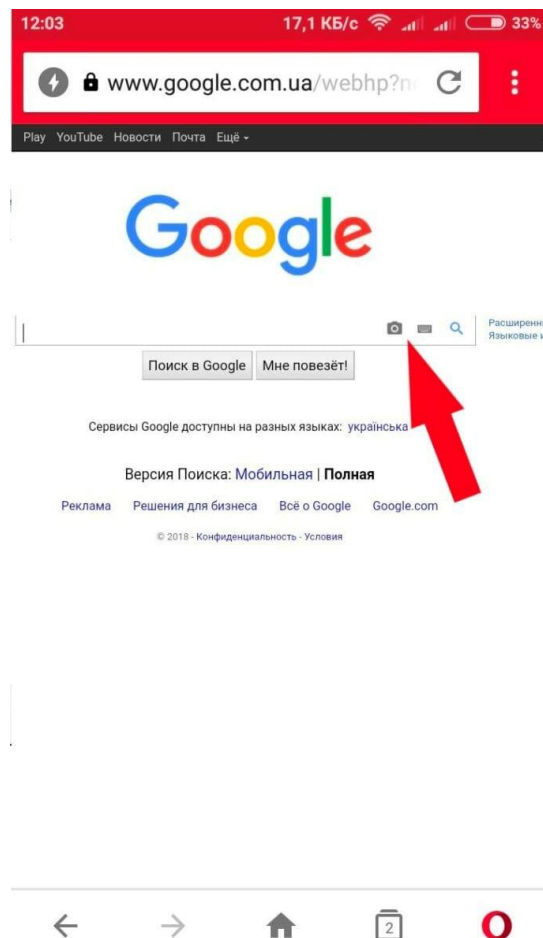 12:03 17,1 КБ/с 33%
www.google.com.ua/webhp?n
Play YouTube Новости Почта Ещё
Google
Расширенн
Языковые и
Поиск в Google Мне повезёт!
Сервисы Google доступны на разных языках: українська
Версия Поиска: Мобильная | Полная
Реклама Решения для бизнеса Всё о Google Google.com
© 2018 - Конфиденциальность - Условия
2